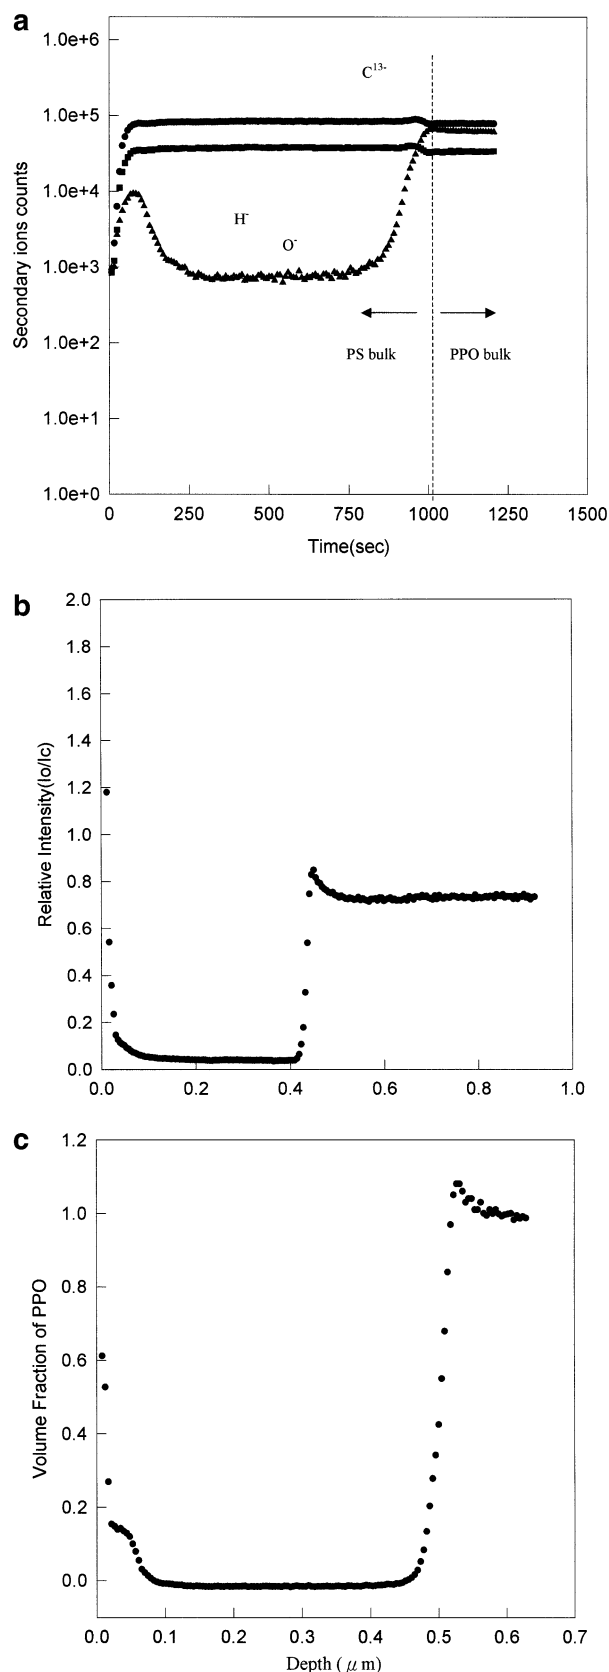 a
1.0e+6
1.0e+5
1.0e+4
1.0e+3
1.0e+2
1.0e+1
1.0e+0
Secondary ions counts
C13-
H-
O-
PS bulk
PPO bulk
0 250 500 750 1000 1250 1500
Time(sec)
b
2.0
1.8
1.6
1.4
1.2
1.0
0.8
0.6
0.4
0.2
0.0
Relative Intensity(Io/Ic)
0.0 0.2 0.4 0.6 0.8 1.0
c
1.2
1.0
0.8
0.6
0.4
0.2
0.0
Volume Fraction of PPO
0.0 0.1 0.2 0.3 0.4 0.5 0.6 0.7
Depth ( μ m)